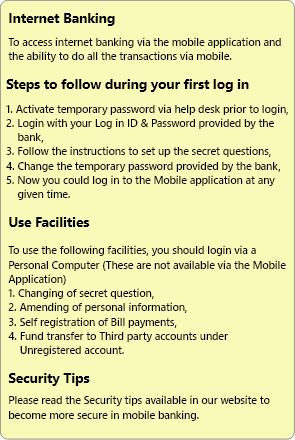 Internet Banking
To access internet banking via the mobile application and
the ability to do all the transactions via mobile.
Steps to follow during your first log in
1. Activate temporary password via help desk prior to login,
2. Login with your Log in ID & Password provided by the
bank,
3. Follow the instructions to set up the secret questions,
4. Change the temporary password provided by the bank,
5. Now you could log in to the Mobile application at any
given time.
Use Facilities
To use the following facilities, you should login via a
Personal Computer (These are not available via the Mobile
Application)
1. Changing of secret question,
2. Amending of personal information,
3. Self registration of Bill payments,
4. Fund transfer to Third party accounts under
Unregistered account.
Security Tips
Please read the Security tips available in our website to
become more secure in mobile banking.